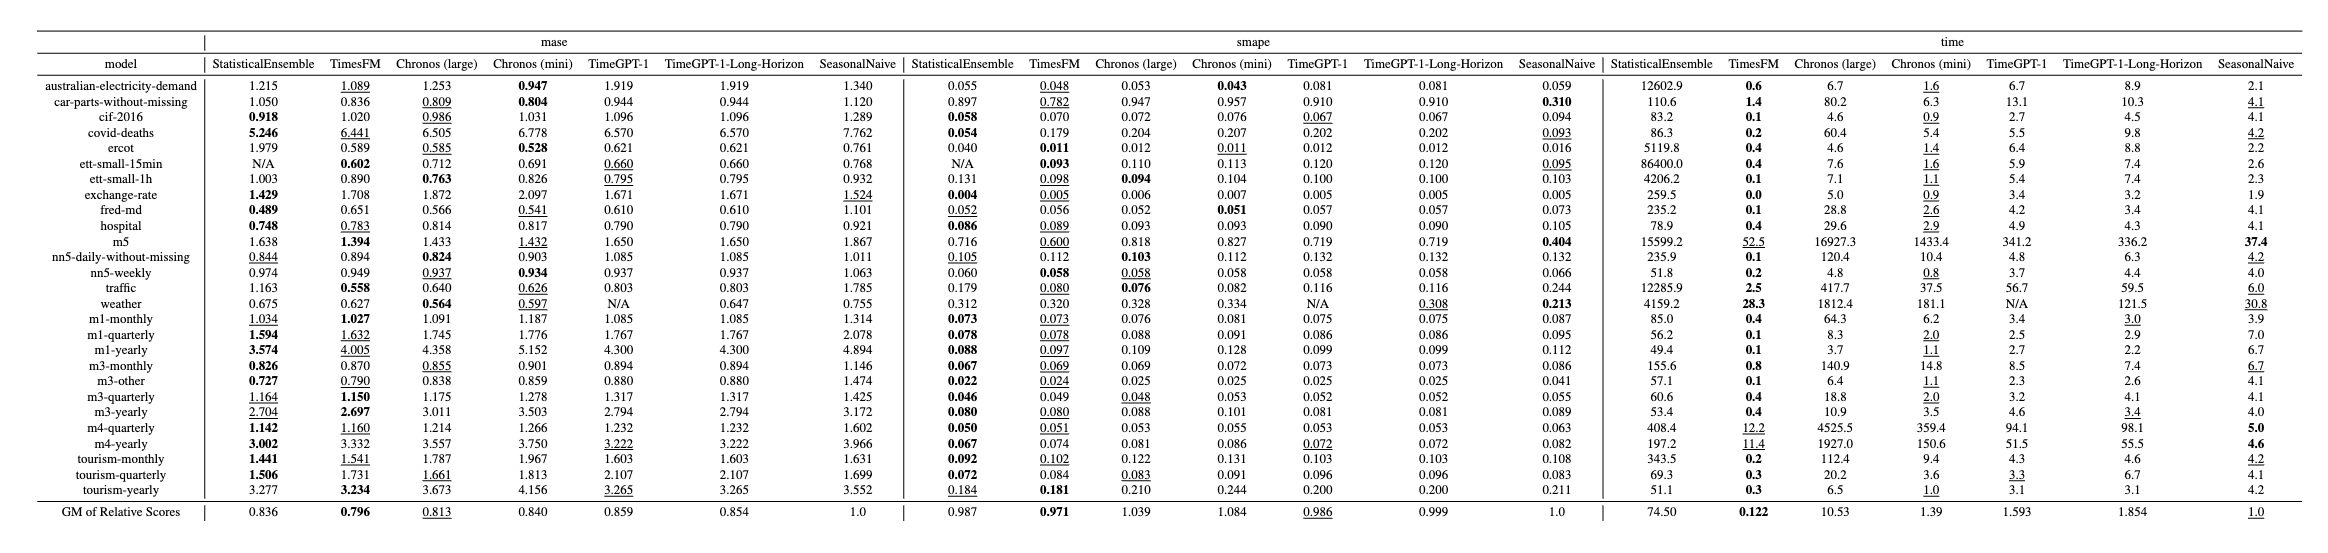 mase smape time
model StatisticalEnsemble TimesFM Chronos (large) Chronos (mini) TimeGPT-1 TimeGPT-1-Long-Horizon SeasonalNaive StatisticalEnsemble TimesFM Chronos (large) Chronos (mini) TimeGPT-1 TimeGPT-1-Long-Horizon SeasonalNaive StatisticalEnsemble TimesFM Chronos (large) Chronos (mini) TimeGPT-1 TimeGPT-1-Long-Horizon SeasonalNaive
australian-electricity-demand 1.215 1.089 1.253 0.947 1.919 1.919 1.340 0.055 0.048 0.053 0.043 0.081 0.081 0.059 12602.9 0.6 6.7 1.6 6.7 8.9 2.1
car-parts-without-missing 1.050 0.836 0.809 0.804 0.944 0.944 1.120 0.897 0.782 0.947 0.957 0.910 0.910 0.310 110.6 1.4 80.2 6.3 13.1 10.3 4.1
cif-2016 0.918 1.020 0.986 1.031 1.096 1.096 1.289 0.058 0.070 0.072 0.076 0.067 0.067 0.094 83.2 0.1 4.6 0.9 2.7 4.5 4.1
covid-deaths 5.246 6.441 6.505 6.778 6.570 6.570 7.762 0.054 0.179 0.204 0.207 0.202 0.202 0.093 86.3 0.2 60.4 5.4 5.5 9.8 4.2
ercot 1.979 0.589 0.585 0.528 0.621 0.621 0.761 0.040 0.011 0.012 0.011 0.012 0.012 0.016 5119.8 0.4 4.6 1.4 6.4 8.8 2.2
ett-small-15min N/A 0.602 0.712 0.691 0.660 0.660 0.768 N/A 0.093 0.110 0.113 0.120 0.120 0.095 86400.0 0.4 7.6 1.6 5.9 7.4 2.6
ett-small-1h 1.003 0.890 0.763 0.826 0.795 0.795 0.932 0.131 0.098 0.094 0.104 0.100 0.100 0.103 4206.2 0.1 7.1 1.1 5.4 7.4 2.3
exchange-rate 1.429 1.708 1.872 2.097 1.671 1.671 1.524 0.004 0.005 0.006 0.007 0.005 0.005 0.005 259.5 0.0 5.0 0.9 3.4 3.2 1.9
fred-md 0.489 0.651 0.566 0.541 0.610 0.610 1.101 0.052 0.056 0.052 0.051 0.057 0.057 0.073 235.2 0.1 28.8 2.6 4.2 3.4 4.1
hospital 0.748 0.783 0.814 0.817 0.790 0.790 0.921 0.086 0.089 0.093 0.093 0.090 0.090 0.105 78.9 0.4 29.6 2.9 4.9 4.3 4.1
m5 1.638 1.394 1.433 1.432 1.650 1.650 1.867 0.716 0.600 0.818 0.827 0.719 0.719 0.404 15599.2 52.5 16927.3 1433.4 341.2 336.2 37.4
nn5-daily-without-missing 0.844 0.894 0.824 0.903 1.085 1.085 1.011 0.105 0.112 0.103 0.112 0.132 0.132 0.132 235.9 0.1 120.4 10.4 4.8 6.3 4.2
nn5-weekly 0.974 0.949 0.937 0.934 0.937 0.937 1.063 0.060 0.058 0.058 0.058 0.058 0.058 0.066 51.8 0.2 4.8 0.8 3.7 4.4 4.0
traffic 1.163 0.558 0.640 0.626 0.803 0.803 1.785 0.179 0.080 0.076 0.082 0.116 0.116 0.244 12285.9 2.5 417.7 37.5 56.7 59.5 6.0
weather 0.675 0.627 0.564 0.597 N/A 0.647 0.755 0.312 0.320 0.328 0.334 N/A 0.308 0.213 4159.2 28.3 1812.4 181.1 N/A 121.5 30.8
m1-monthly 1.034 1.027 1.091 1.187 1.085 1.085 1.314 0.073 0.073 0.076 0.081 0.075 0.075 0.087 85.0 0.4 64.3 6.2 3.4 3.0 3.9
m1-quarterly 1.594 1.632 1.745 1.776 1.767 1.767 2.078 0.078 0.078 0.088 0.091 0.086 0.086 0.095 56.2 0.1 8.3 2.0 2.5 2.9 7.0
m1-yearly 3.574 4.005 4.358 5.152 4.300 4.300 4.894 0.088 0.097 0.109 0.128 0.099 0.099 0.112 49.4 0.1 3.7 1.1 2.7 2.2 6.7
m3-monthly 0.826 0.870 0.855 0.901 0.894 0.894 1.146 0.067 0.069 0.069 0.072 0.073 0.073 0.086 155.6 0.8 140.9 14.8 8.5 7.4 6.7
m3-other 0.727 0.790 0.838 0.859 0.880 0.880 1.474 0.022 0.024 0.025 0.025 0.025 0.025 0.041 57.1 0.1 6.4 1.1 2.3 2.6 4.1
m3-quarterly 1.164 1.150 1.175 1.278 1.317 1.317 1.425 0.046 0.049 0.048 0.053 0.052 0.052 0.055 60.6 0.4 18.8 2.0 3.2 4.1 4.1
m3-yearly 2.704 2.697 3.011 3.503 2.794 2.794 3.172 0.080 0.080 0.088 0.101 0.081 0.081 0.089 53.4 0.4 10.9 3.5 4.6 3.4 4.0
m4-quarterly 1.142 1.160 1.214 1.266 1.232 1.232 1.602 0.050 0.051 0.053 0.055 0.053 0.053 0.063 408.4 12.2 4525.5 359.4 94.1 98.1 5.0
m4-yearly 3.002 3.332 3.557 3.750 3.222 3.222 3.966 0.067 0.074 0.081 0.086 0.072 0.072 0.082 197.2 11.4 1927.0 150.6 51.5 55.5 4.6
tourism-monthly 1.441 1.541 1.787 1.967 1.603 1.603 1.631 0.092 0.102 0.122 0.131 0.103 0.103 0.108 343.5 0.2 112.4 9.4 4.3 4.6 4.2
tourism-quarterly 1.506 1.731 1.661 1.813 2.107 2.107 1.699 0.072 0.084 0.083 0.091 0.096 0.096 0.083 69.3 0.3 20.2 3.6 3.3 6.7 4.1
tourism-yearly 3.277 3.234 3.673 4.156 3.265 3.265 3.552 0.184 0.181 0.210 0.244 0.200 0.200 0.211 51.1 0.3 6.5 1.0 3.1 3.1 4.2
GM of Relative Scores 0.836 0.796 0.813 0.840 0.859 0.854 1.0 0.987 0.971 1.039 1.084 0.986 0.999 1.0 74.50 0.122 10.53 1.39 1.593 1.854 1.0